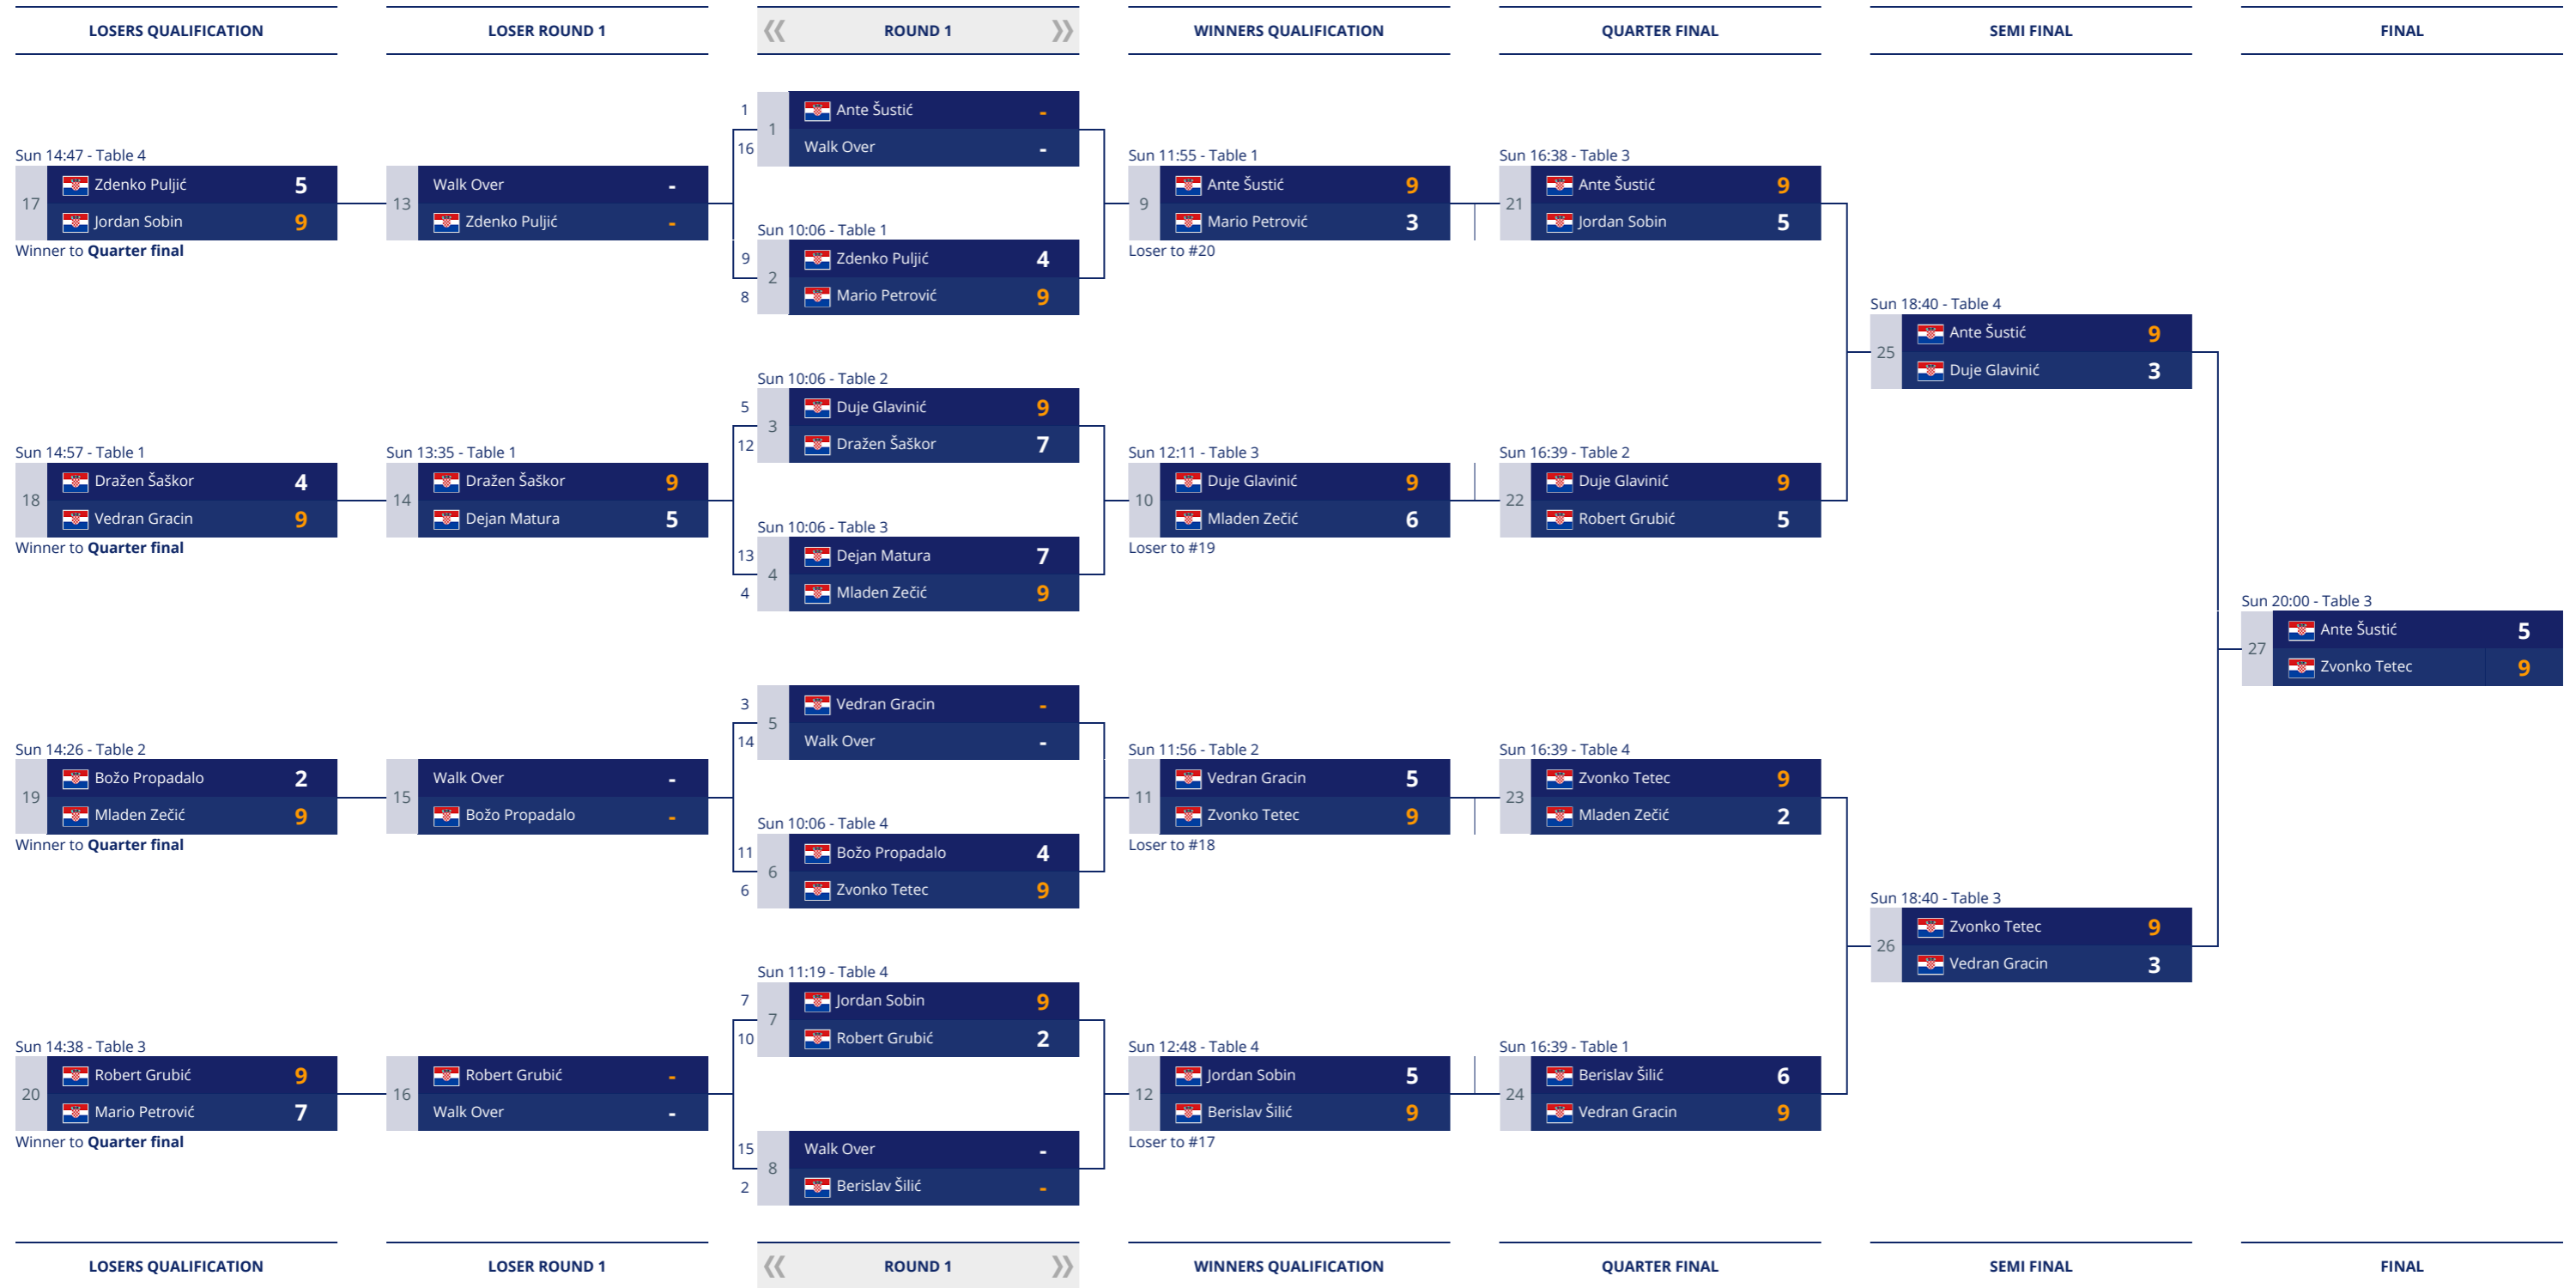 LOSERS QUALIFICATION
LOSER ROUND 1
ROUND 1
WINNERS QUALIFICATION
QUARTER FINAL
SEMI FINAL
FINAL
Sun 14:47 - Table 4
17
Zdenko Puljić 5
Jordan Sobin 9
Winner to Quarter final
Sun 14:57 - Table 1
18
Dražen Šaškor 4
Vedran Gracin 9
Winner to Quarter final
Sun 14:26 - Table 2
19
Božo Propadalo 2
Mladen Zečić 9
Winner to Quarter final
Sun 14:38 - Table 3
20
Robert Grubić 9
Mario Petrović 7
Winner to Quarter final
13
Walk Over -
Zdenko Puljić -
Sun 13:35 - Table 1
14
Dražen Šaškor 9
Dejan Matura 5
15
Walk Over -
Božo Propadalo -
16
Robert Grubić -
Walk Over -
1
1 Ante Šustić -
16 Walk Over -
Sun 10:06 - Table 1
2
9 Zdenko Puljić 4
8 Mario Petrović 9
Sun 10:06 - Table 2
3
5 Duje Glavinić 9
12 Dražen Šaškor 7
Sun 10:06 - Table 3
4
13 Dejan Matura 7
4 Mladen Zečić 9
5
3 Vedran Gracin -
14 Walk Over -
Sun 10:06 - Table 4
6
11 Božo Propadalo 4
6 Zvonko Tetec 9
Sun 11:19 - Table 4
7
7 Jordan Sobin 9
10 Robert Grubić 2
8
15 Walk Over -
2 Berislav Šilić -
Sun 11:55 - Table 1
9
Ante Šustić 9
Mario Petrović 3
Loser to #20
Sun 12:11 - Table 3
10
Duje Glavinić 9
Mladen Zečić 6
Loser to #19
Sun 11:56 - Table 2
11
Vedran Gracin 5
Zvonko Tetec 9
Loser to #18
Sun 12:48 - Table 4
12
Jordan Sobin 5
Berislav Šilić 9
Loser to #17
Sun 16:38 - Table 3
21
Ante Šustić 9
Jordan Sobin 5
Sun 16:39 - Table 2
22
Duje Glavinić 9
Robert Grubić 5
Sun 16:39 - Table 4
23
Zvonko Tetec 9
Mladen Zečić 2
Sun 16:39 - Table 1
24
Berislav Šilić 6
Vedran Gracin 9
Sun 18:40 - Table 4
25
Ante Šustić 9
Duje Glavinić 3
Sun 18:40 - Table 3
26
Zvonko Tetec 9
Vedran Gracin 3
Sun 20:00 - Table 3
27
Ante Šustić 5
Zvonko Tetec 9
LOSERS QUALIFICATION
LOSER ROUND 1
ROUND 1
WINNERS QUALIFICATION
QUARTER FINAL
SEMI FINAL
FINAL